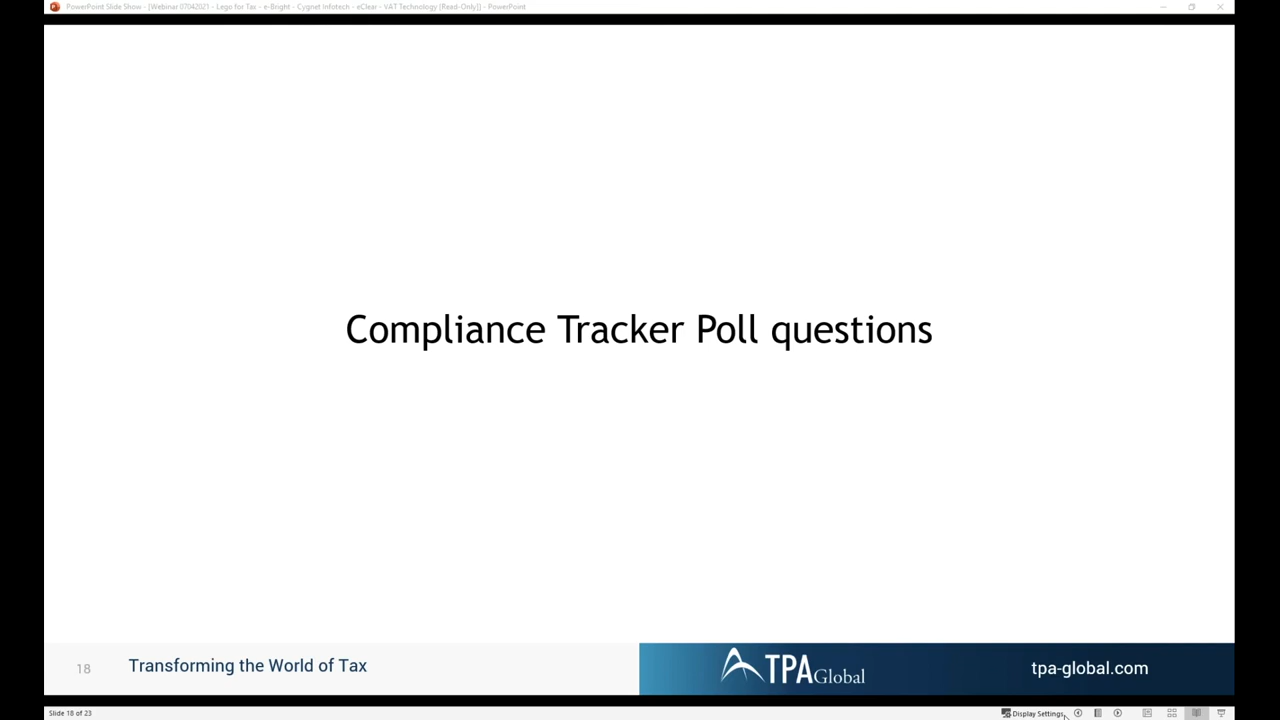 PowerPoint Slide Show - [Webinar 07042021 - Lego for Tax - e-Bright - Cygnet Infotech - eClear - VAT Technology [Read-Only]] - PowerPoint
Compliance Tracker Poll questions
18
Transforming the World of Tax
TPA Global
tpa-global.com
Slide 18 of 23
Display Settings